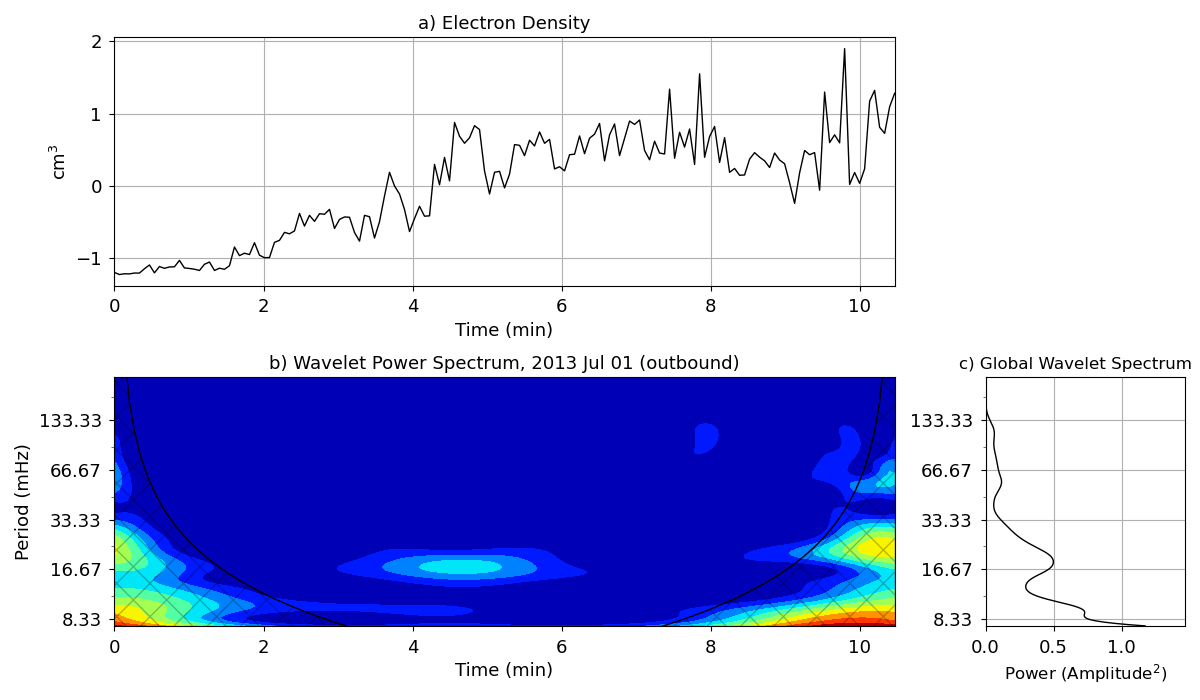 a) Electron Density
2
1
0
−1
cm³
0 2 4 6 8 10
Time (min)
b) Wavelet Power Spectrum, 2013 Jul 01 (outbound)
133.33
66.67
33.33
16.67
8.33
Period (mHz)
0 2 4 6 8 10
Time (min)
c) Global Wavelet Spectrum
133.33
66.67
33.33
16.67
8.33
0.0 0.5 1.0
Power (Amplitude²)